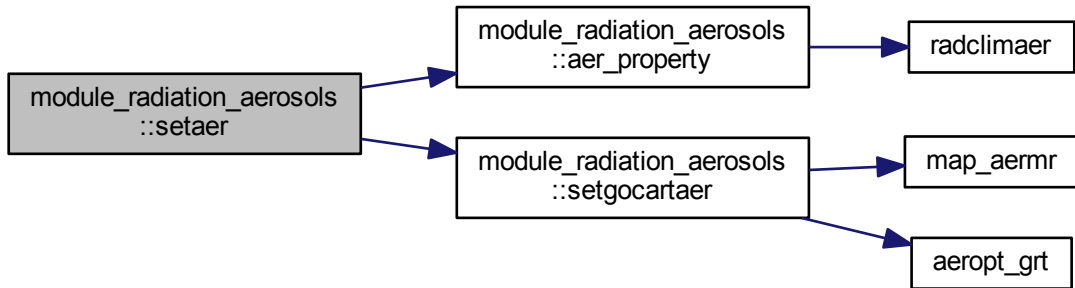 module_radiation_aerosols
::setaer
module_radiation_aerosols
::aer_property
radclimaer
module_radiation_aerosols
::setgocartaer
map_aermr
aeropt_grt